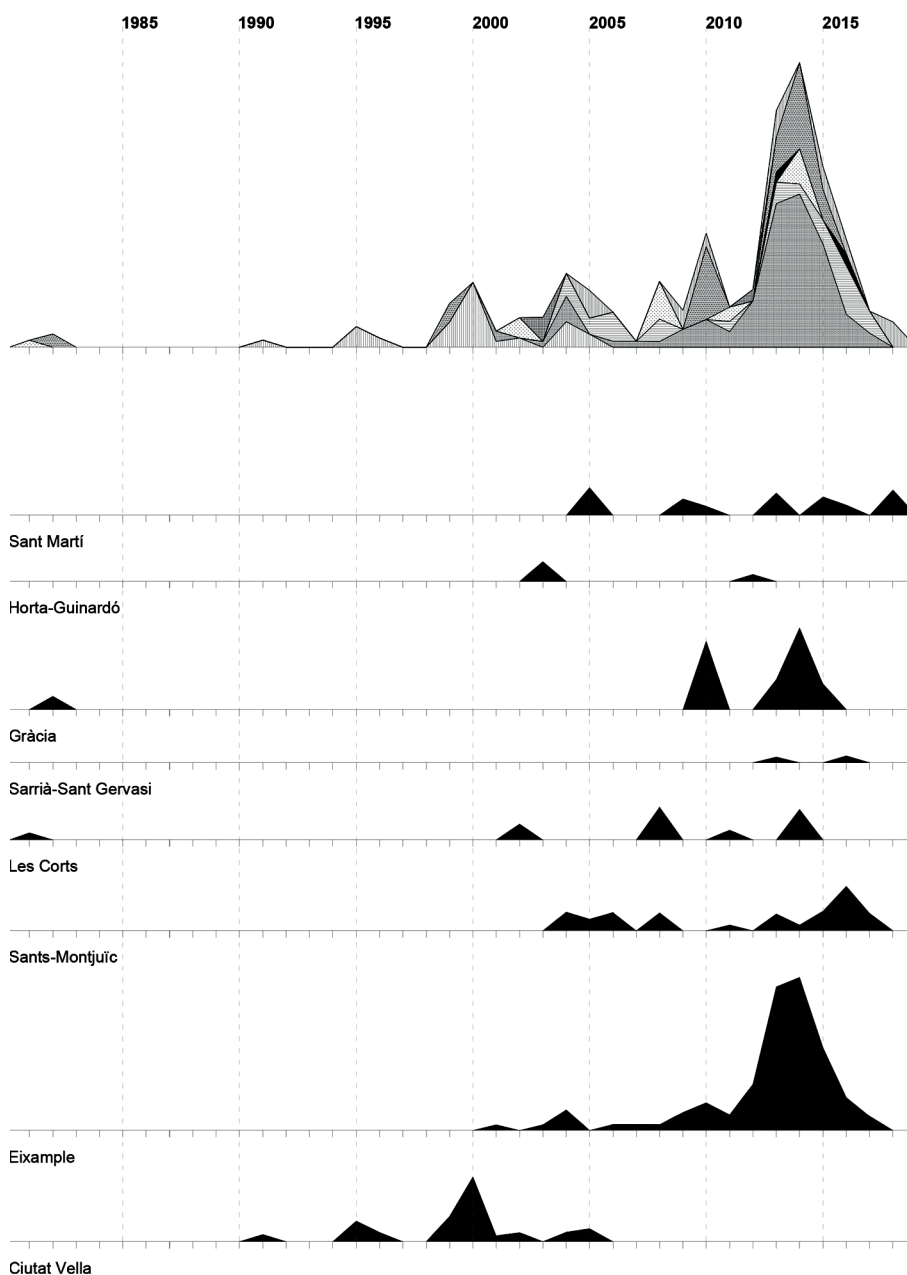 1985 1990 1995 2000 2005 2010 2015
Sant Martí
Horta-Guinardó
Gràcia
Sarrià-Sant Gervasi
Les Corts
Sants-Montjuïc
Eixample
Ciutat Vella